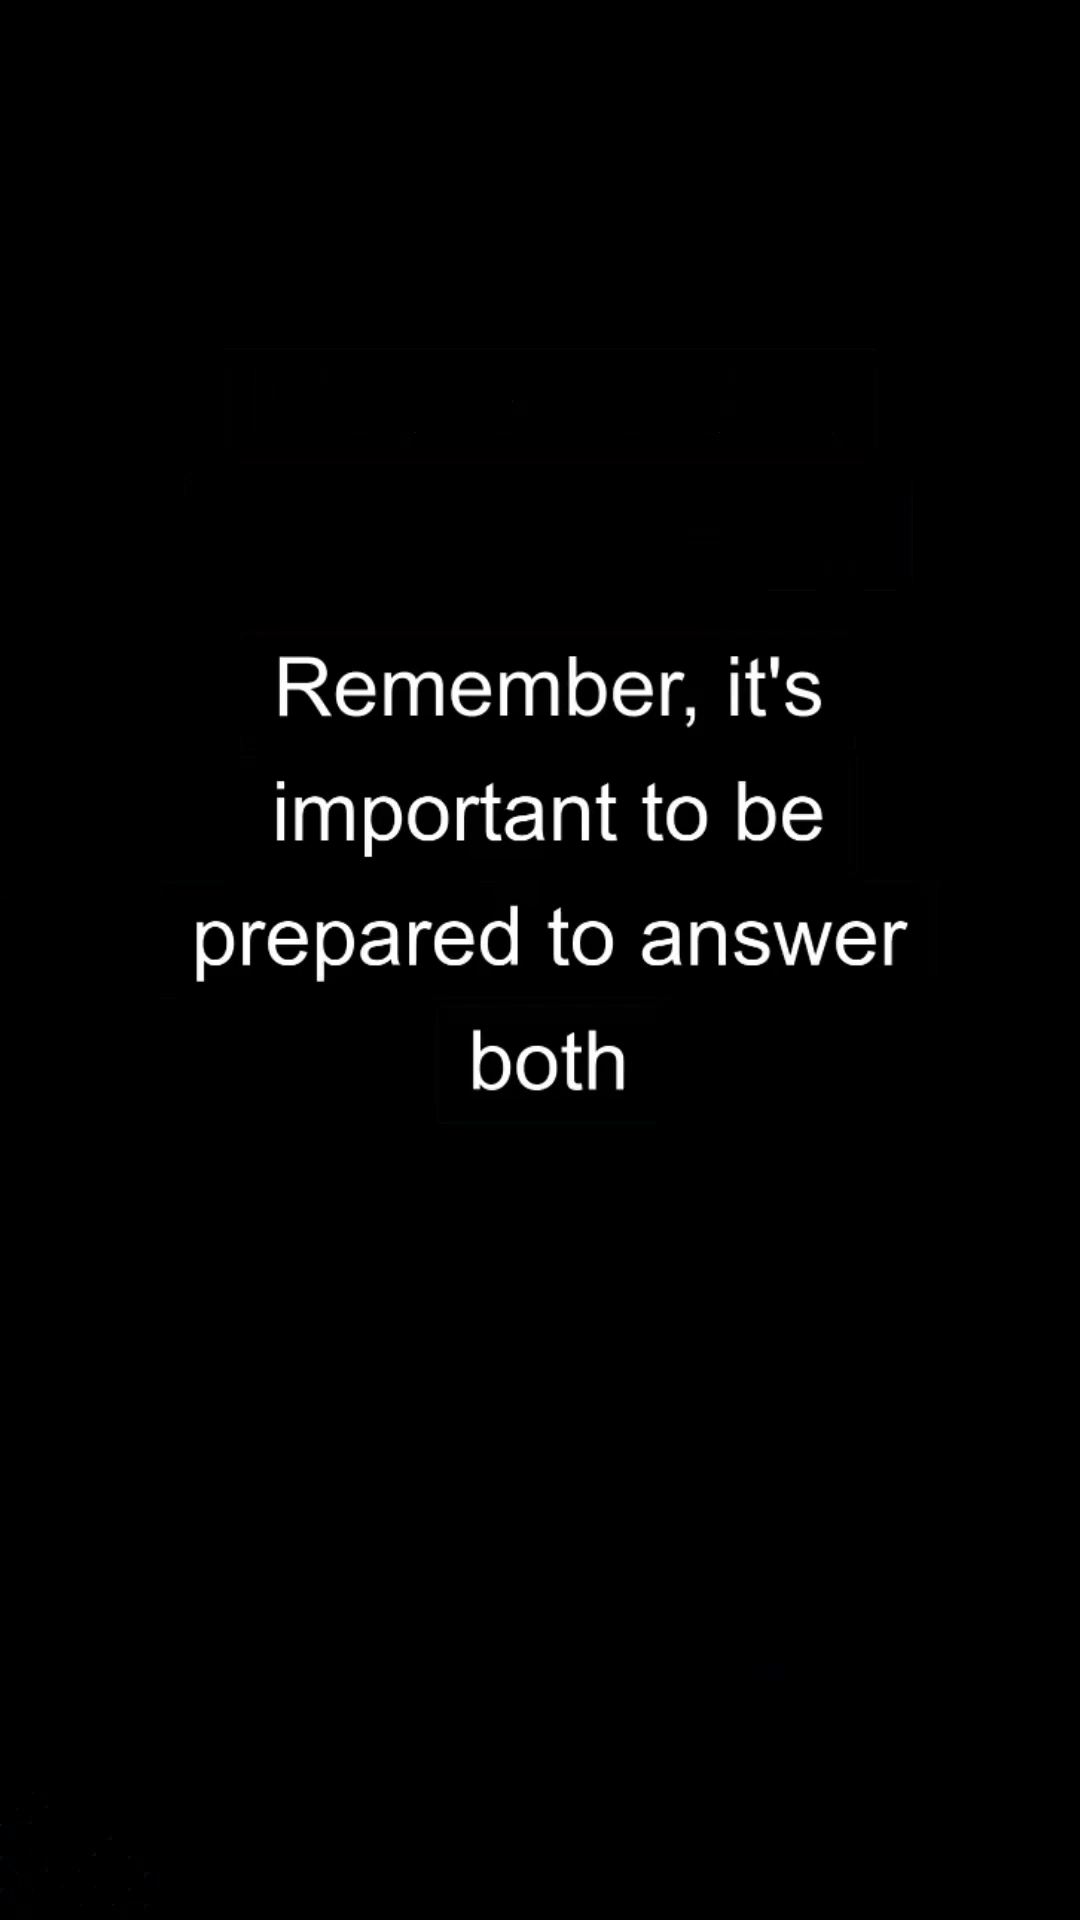 Remember, it's
important to be
prepared to answer
both